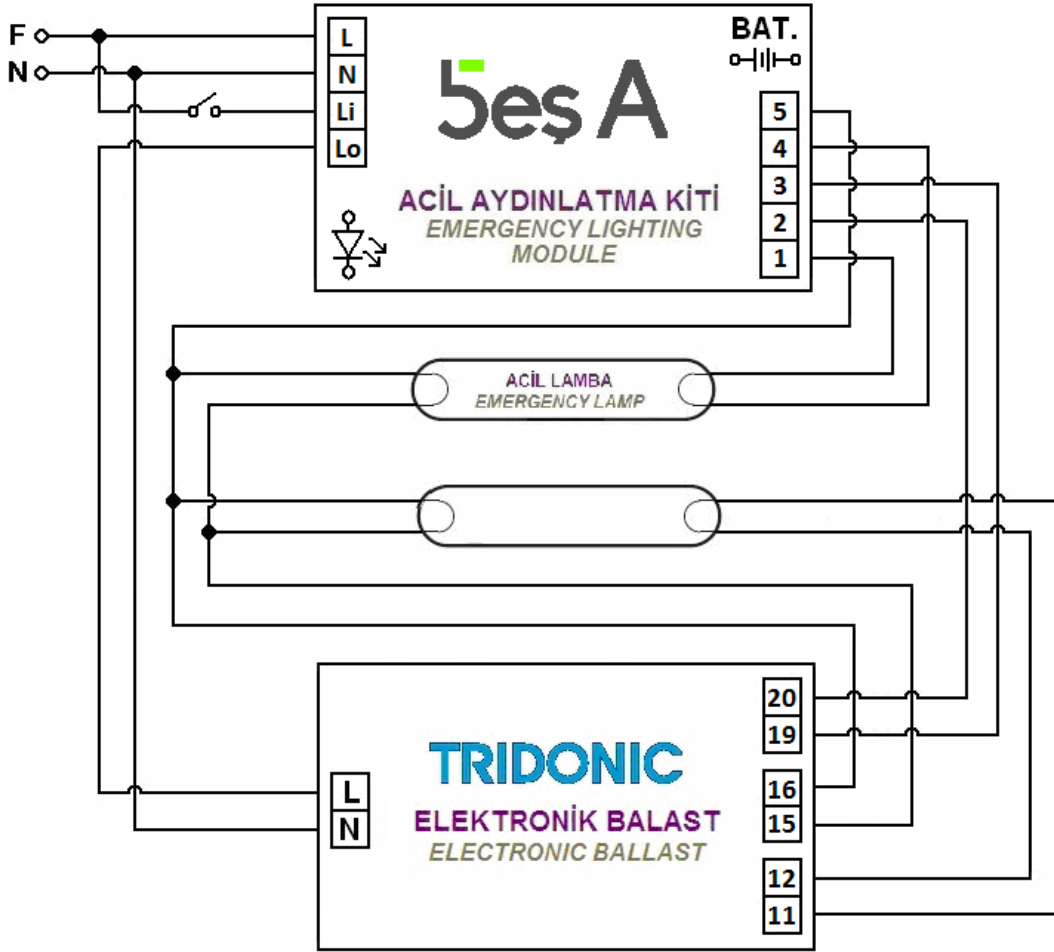 F
N
L
N
Li
Lo
BAT.
5eş A
5
4
3
2
1
ACİL AYDINLATMA KİTİ
EMERGENCY LIGHTING
MODULE
ACİL LAMBA
EMERGENCY LAMP
20
19
16
15
12
11
L
N
TRIDONIC
ELEKTRONİK BALAST
ELECTRONIC BALLAST